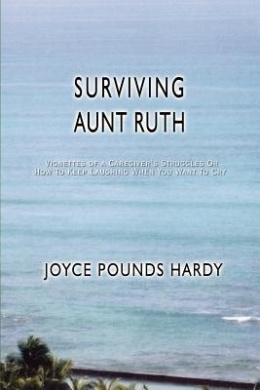 SURVIVING
AUNT RUTH
VIGNETTES OF A CAREGIVER'S STRUGGLES OR
HOW TO KEEP LAUGHING WHEN YOU WANT TO CRY
JOYCE POUNDS HARDY